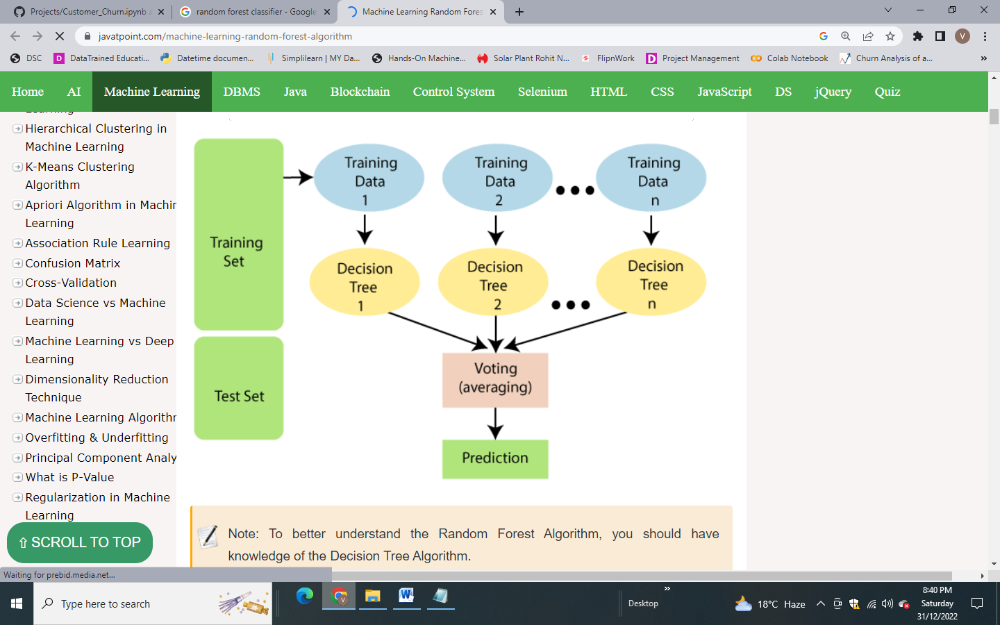 Projects/Customer_Churn.ipynb a
random forest classifier - Google
Machine Learning Random Fores
javatpoint.com/machine-learning-random-forest-algorithm
V
DSC
DataTrained Educati...
Datetime documen...
Simplilearn | MY Da...
Hands-On Machine...
Solar Plant Rohit N...
FlipnWork
Project Management
Colab Notebook
Churn Analysis of a...
»
Home
AI
Machine Learning
DBMS
Java
Blockchain
Control System
Selenium
HTML
CSS
JavaScript
DS
jQuery
Quiz
Learning
Hierarchical Clustering in
Machine Learning
K-Means Clustering
Algorithm
Apriori Algorithm in Machin
Learning
Association Rule Learning
Confusion Matrix
Cross-Validation
Data Science vs Machine
Learning
Machine Learning vs Deep
Learning
Dimensionality Reduction
Technique
Machine Learning Algorithm
Overfitting & Underfitting
Principal Component Analy
What is P-Value
Regularization in Machine
Learning
⇧ SCROLL TO TOP
Training
Set
Test Set
Training
Data
1
Training
Data
2
Training
Data
n
Decision
Tree
1
Decision
Tree
2
Decision
Tree
n
Voting
(averaging)
Prediction
Note: To better understand the Random Forest Algorithm, you should have
knowledge of the Decision Tree Algorithm.
Waiting for prebid.media.net...
Type here to search
Desktop
»
18°C Haze
8:40 PM
Saturday
31/12/2022